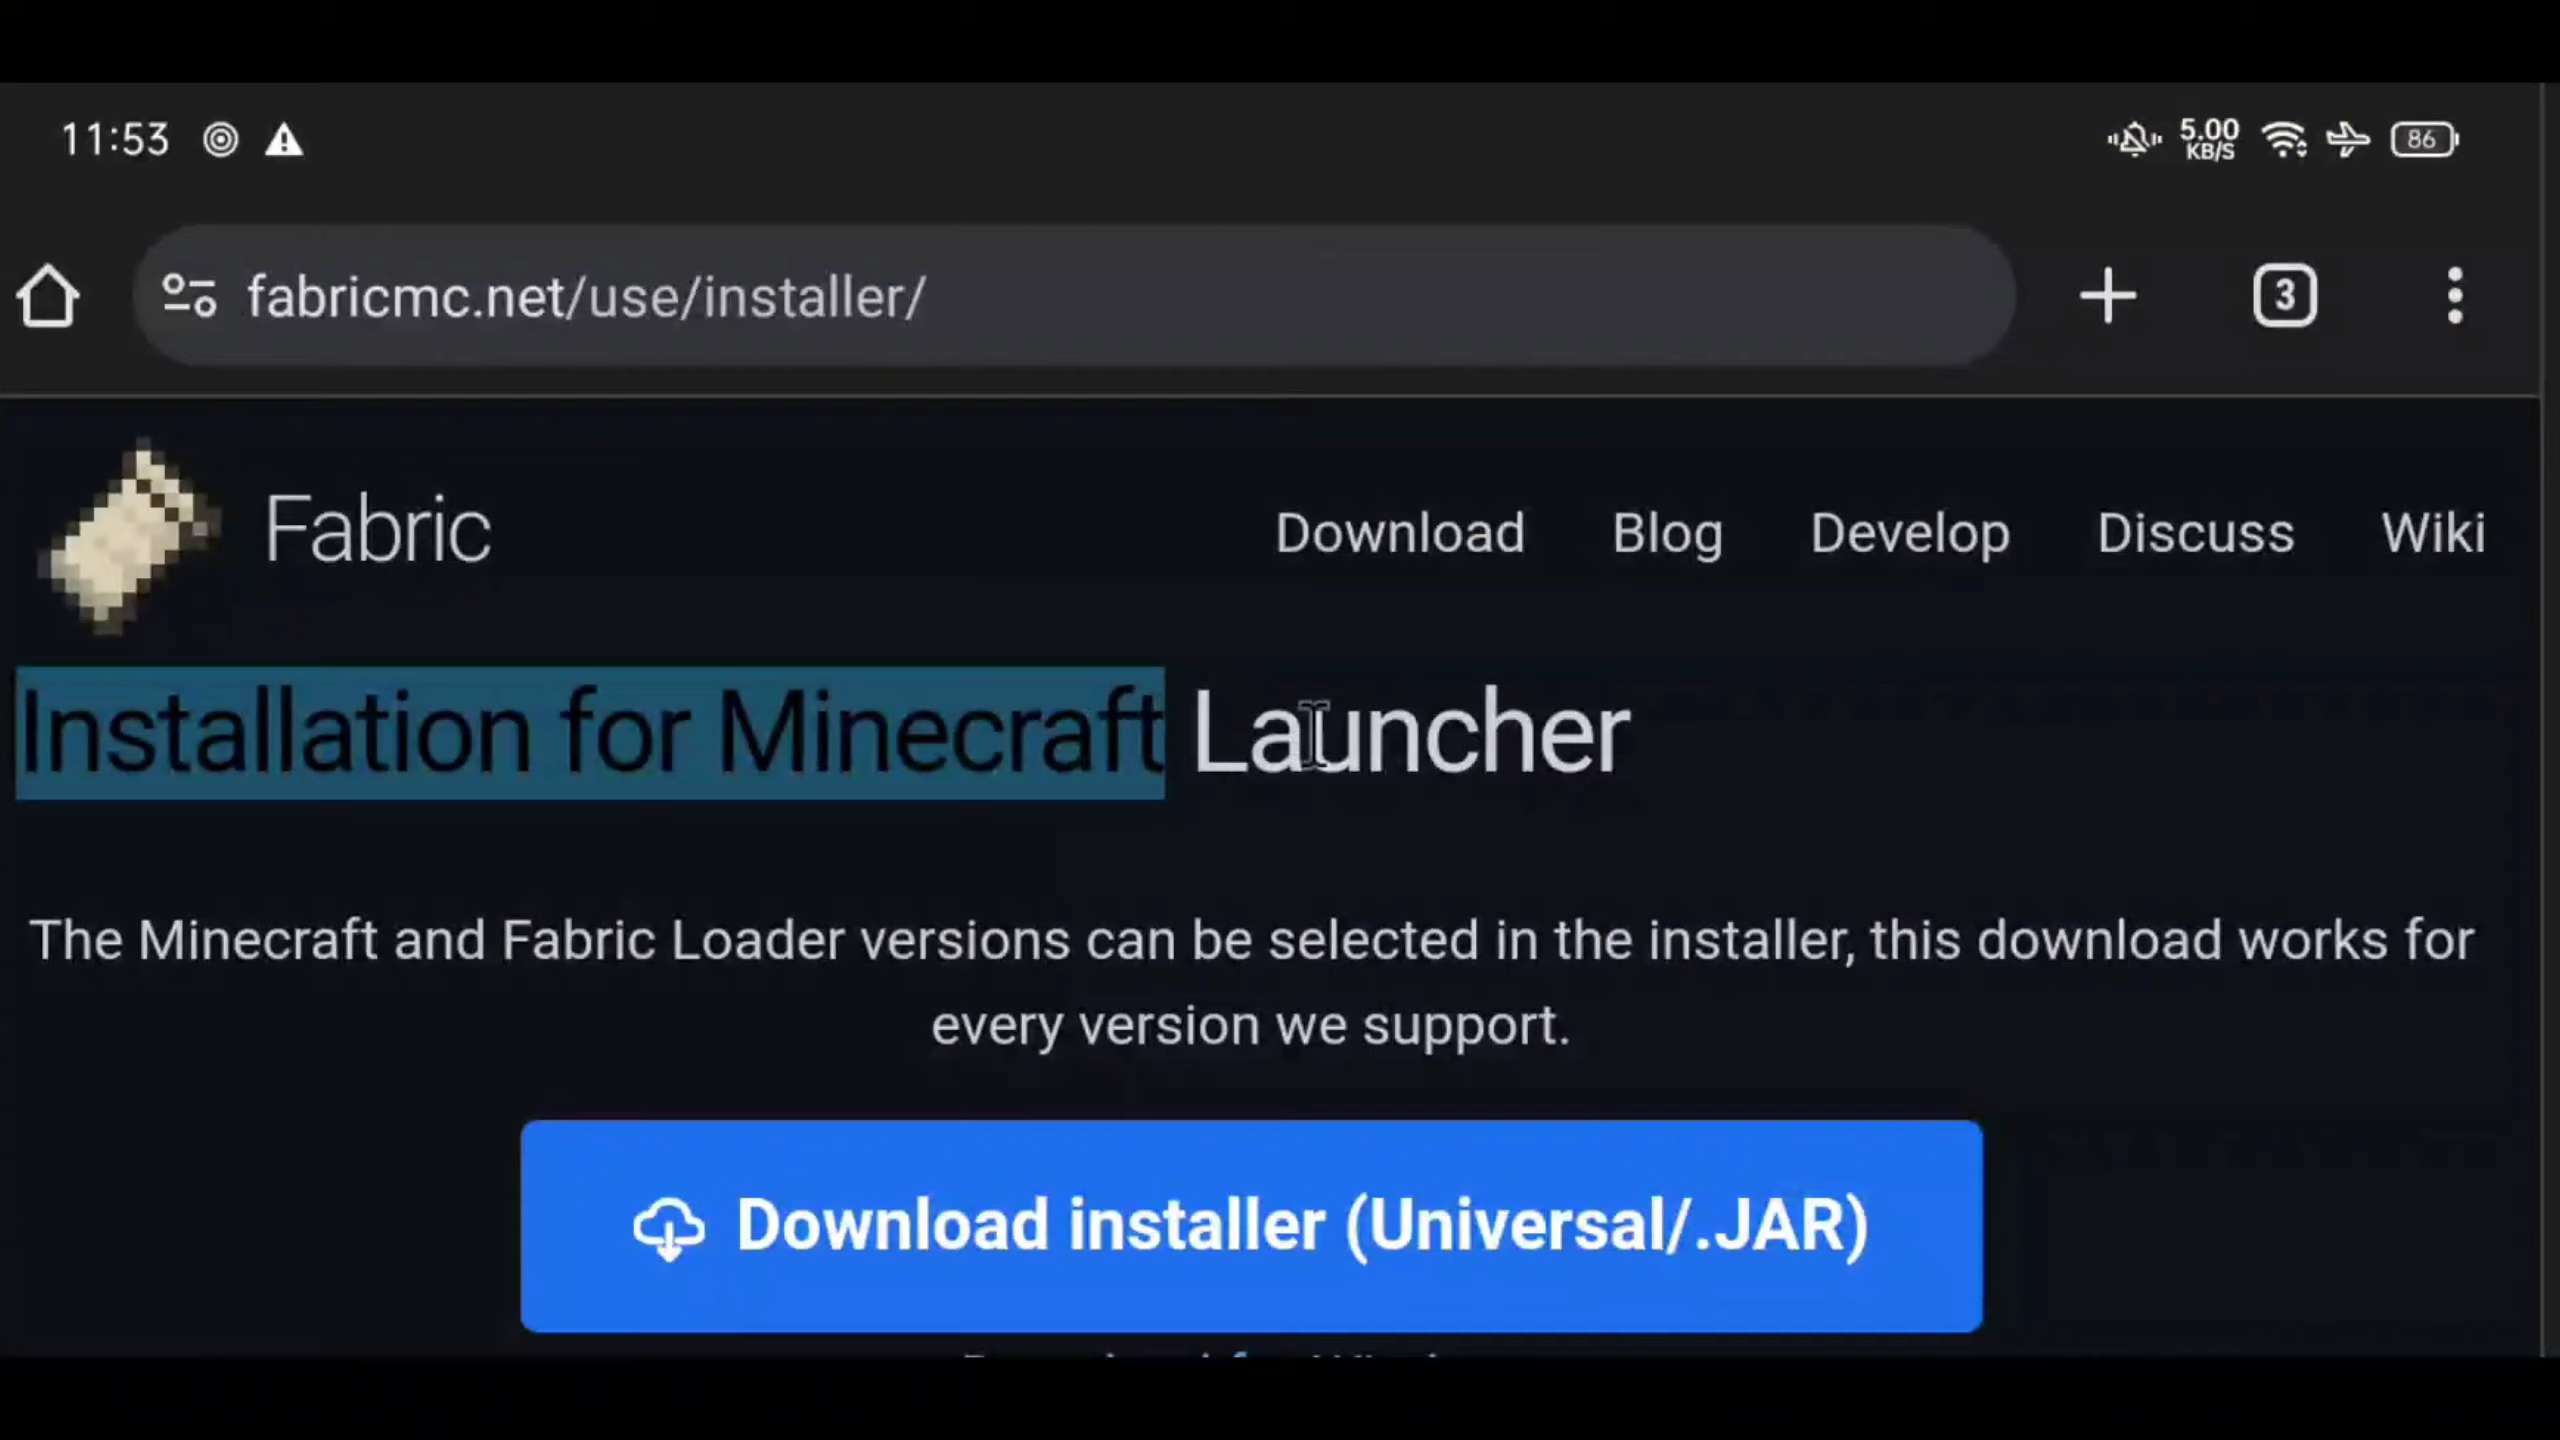 11:53
5.00
KB/S
86
fabricmc.net/use/installer/
3
Fabric
Download
Blog
Develop
Discuss
Wiki
Installation for Minecraft Launcher
The Minecraft and Fabric Loader versions can be selected in the installer, this download works for
every version we support.
Download installer (Universal/.JAR)